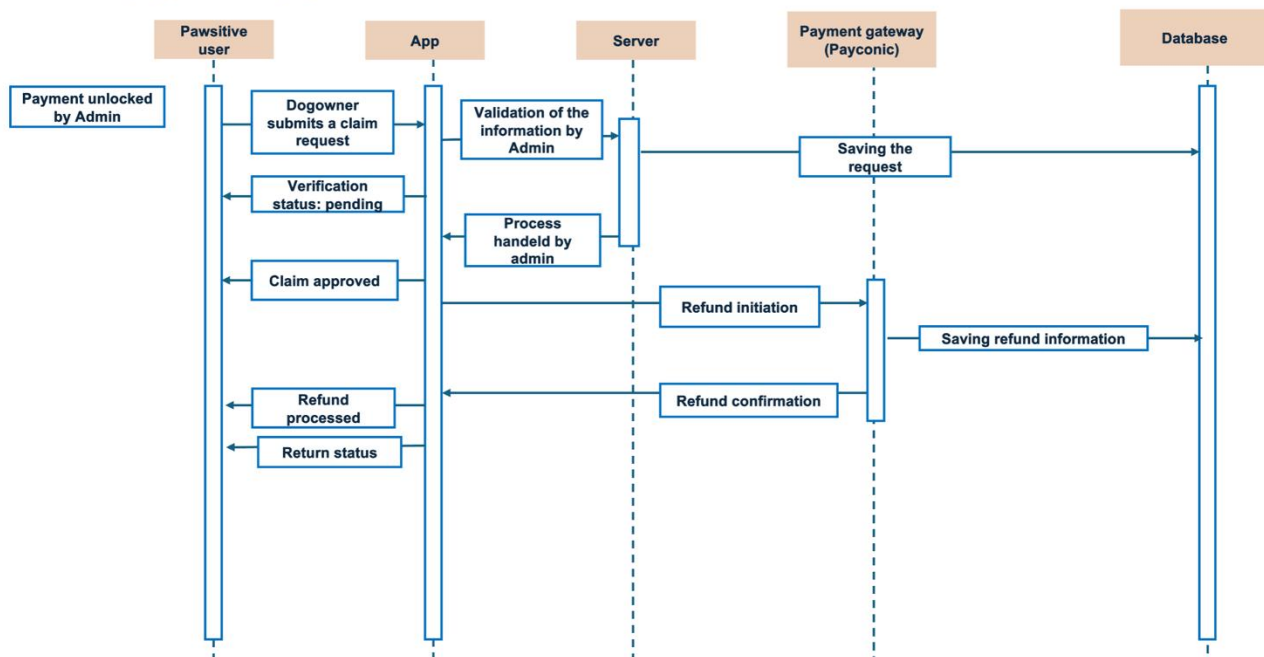 Pawsitive
user
App
Server
Payment gateway
(Payconic)
Database
Payment unlocked
by Admin
Dogowner
submits a claim
request
Validation of the
information by
Admin
Saving the
request
Verification
status: pending
Process
handeld by
admin
Claim approved
Refund initiation
Saving refund information
Refund
processed
Refund confirmation
Return status